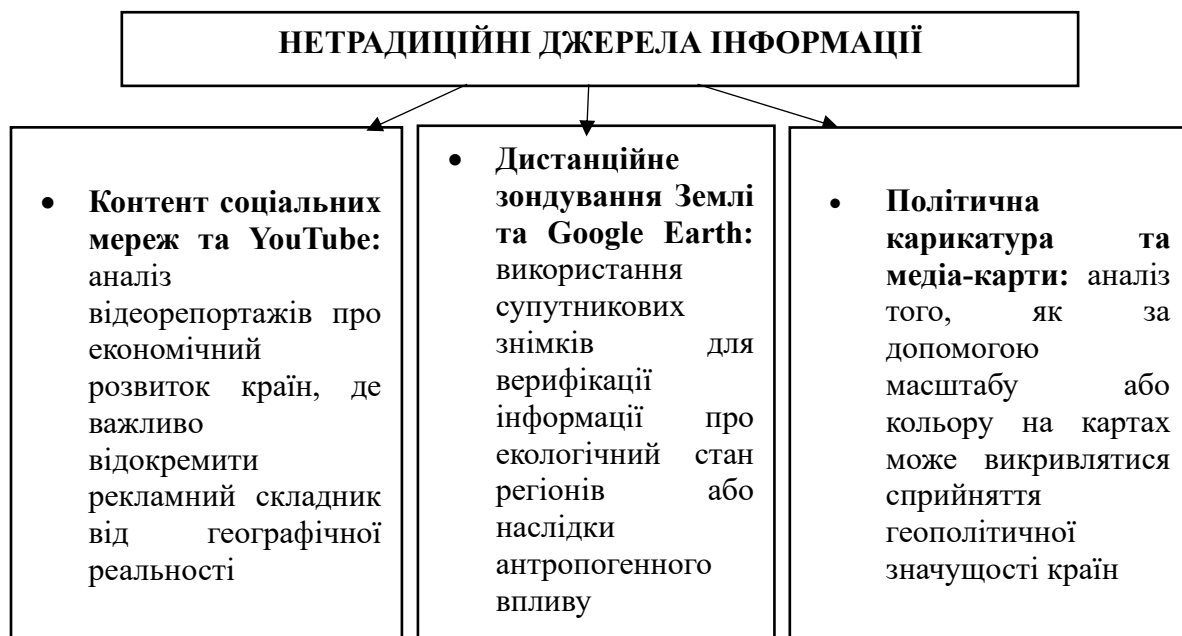 НЕТРАДИЦІЙНІ ДЖЕРЕЛА ІНФОРМАЦІЇ
• Контент соціальних
мереж та YouTube:
аналіз
відеорепортажів про
економічний
розвиток країн, де
важливо
відокремити
рекламний складник
від географічної
реальності
• Дистанційне
зондування Землі
та Google Earth:
використання
супутникових
знімків для
верифікації
інформації про
екологічний стан
регіонів або
наслідки
антропогенного
впливу
• Політична
карикатура та
медіа-карти: аналіз
того, як за
допомогою
масштабу або
кольору на картах
може викривлятися
сприйняття
геополітичної
значущості країн